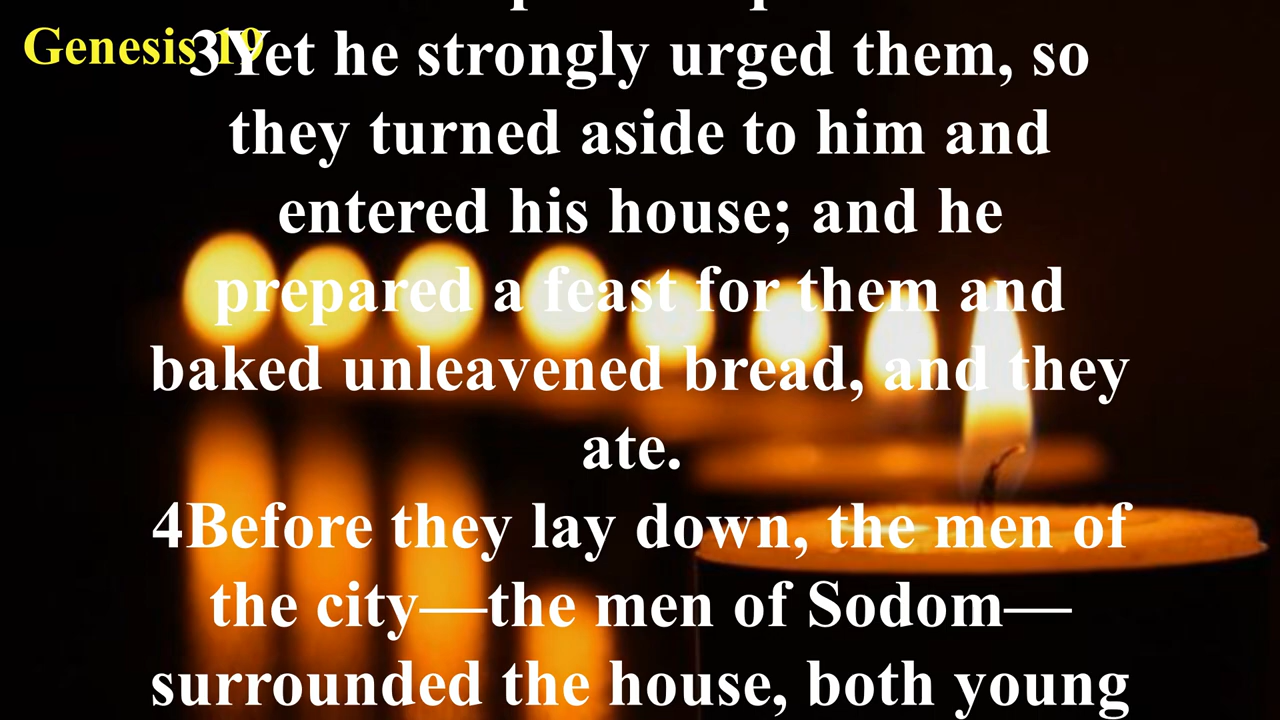 Genesis 19
3Yet he strongly urged them, so
they turned aside to him and
entered his house; and he
prepared a feast for them and
baked unleavened bread, and they
ate.
4Before they lay down, the men of
the city—the men of Sodom—
surrounded the house, both young